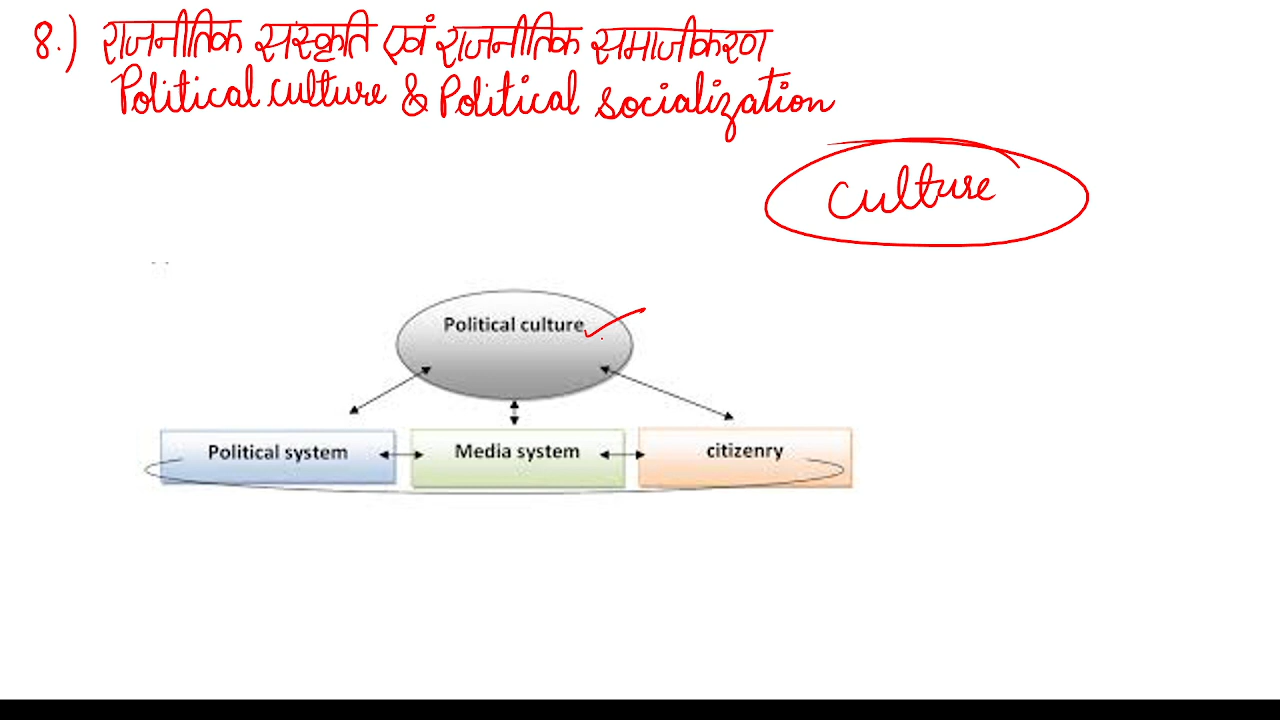 8.) राजनीतिक संस्कृति एवं राजनीतिक समाजीकरण
Political culture & Political socialization
Culture
Political culture
Political system Media system citizenry